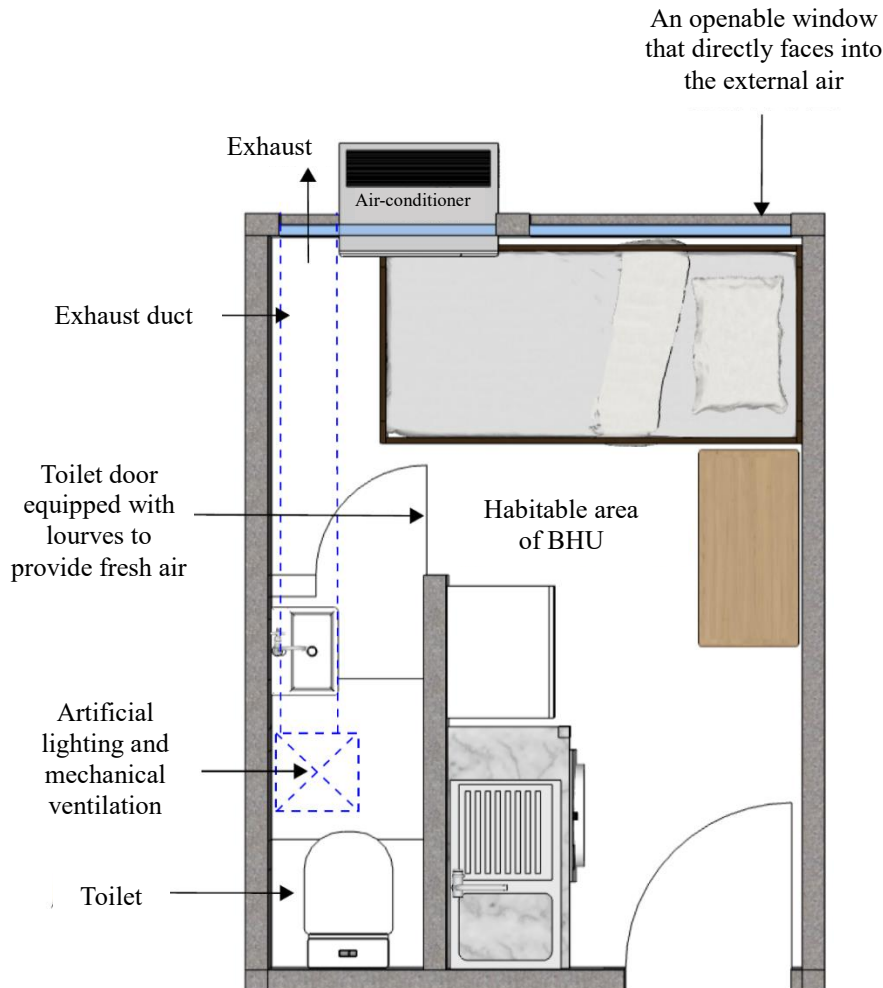 An openable window
that directly faces into
the external air
Exhaust
Air-conditioner
Exhaust duct
Toilet door
equipped with
lourves to
provide fresh air
Habitable area
of BHU
Artificial
lighting and
mechanical
ventilation
Toilet